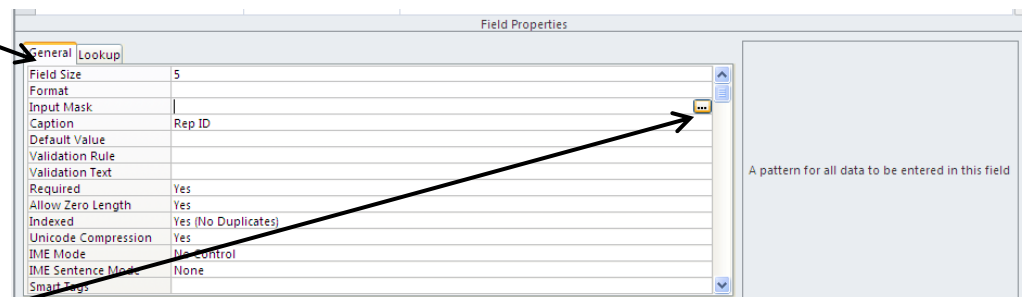 Field Properties
General Lookup
Field Size 5
Format
Input Mask ...
Caption Rep ID
Default Value
Validation Rule
Validation Text
A pattern for all data to be entered in this field
Required Yes
Allow Zero Length Yes
Indexed Yes (No Duplicates)
Unicode Compression Yes
IME Mode No Control
IME Sentence Mode None
Smart Tags